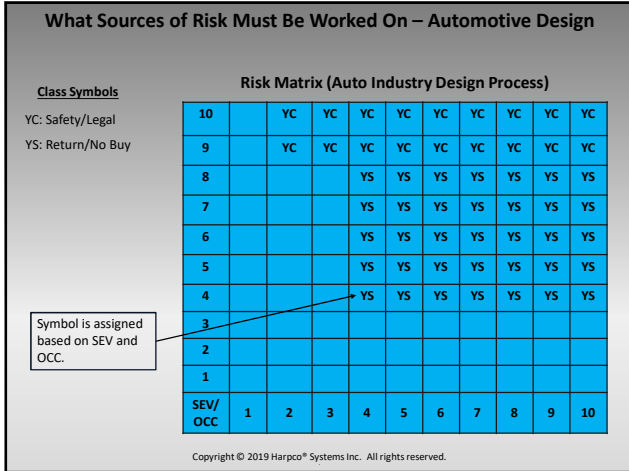 What Sources of Risk Must Be Worked On – Automotive Design
Risk Matrix (Auto Industry Design Process)
Class Symbols
YC: Safety/Legal
YS: Return/No Buy
10 YC YC YC YC YC YC YC YC YC
9 YC YC YC YC YC YC YC YC YC
8 YS YS YS YS YS YS YS
7 YS YS YS YS YS YS YS
6 YS YS YS YS YS YS YS
5 YS YS YS YS YS YS YS
4 YS YS YS YS YS YS YS
3
2
1
SEV/
OCC 1 2 3 4 5 6 7 8 9 10
Symbol is assigned
based on SEV and
OCC.
Copyright © 2019 Harpco® Systems Inc. All rights reserved.